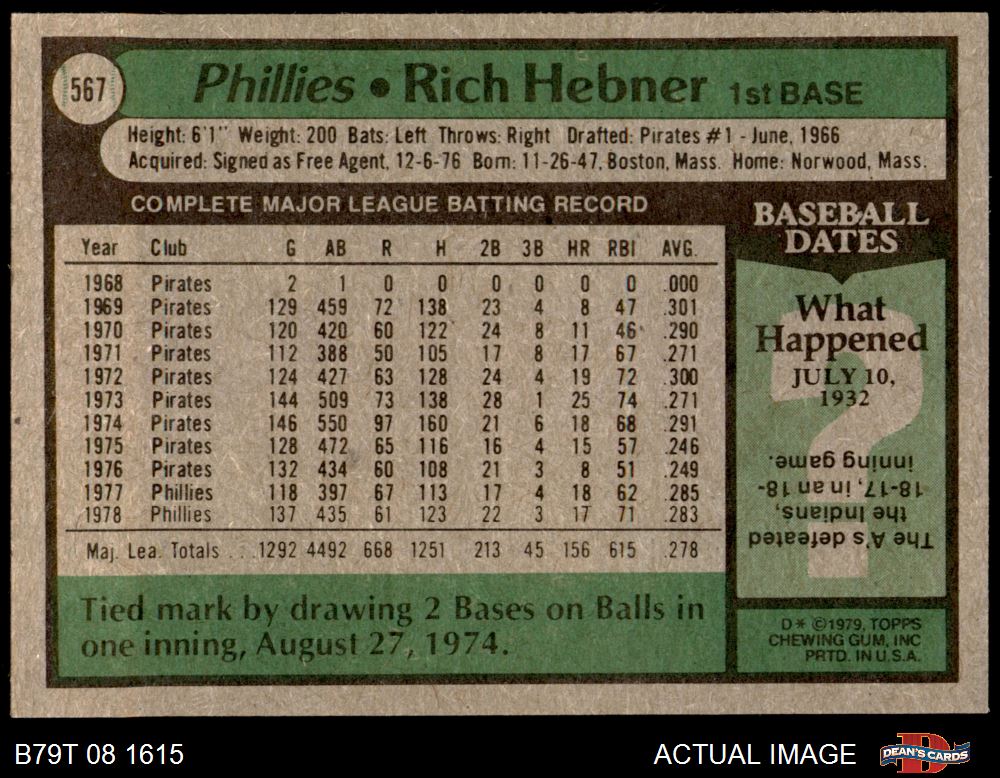 567
Phillies • Rich Hebner 1st BASE
Height: 6'1" Weight: 200 Bats: Left Throws: Right Drafted: Pirates #1 - June, 1966
Acquired: Signed as Free Agent, 12-6-76 Born: 11-26-47, Boston, Mass. Home: Norwood, Mass.
COMPLETE MAJOR LEAGUE BATTING RECORD
Year Club G AB R H 2B 3B HR RBI AVG.
1968 Pirates 2 1 0 0 0 0 0 0 .000
1969 Pirates 129 459 72 138 23 4 8 47 .301
1970 Pirates 120 420 60 122 24 8 11 46 .290
1971 Pirates 112 388 50 105 17 8 17 67 .271
1972 Pirates 124 427 63 128 24 4 19 72 .300
1973 Pirates 144 509 73 138 28 1 25 74 .271
1974 Pirates 146 550 97 160 21 6 18 68 .291
1975 Pirates 128 472 65 116 16 4 15 57 .246
1976 Pirates 132 434 60 108 21 3 8 51 .249
1977 Phillies 118 397 67 113 17 4 18 62 .285
1978 Phillies 137 435 61 123 22 3 17 71 .283
Maj. Lea. Totals ...1292 4492 668 1251 213 45 156 615 .278
Tied mark by drawing 2 Bases on Balls in
one inning, August 27, 1974.
BASEBALL
DATES
What
Happened
JULY 10,
1932
?
The A's defeated
the Indians,
18-17, in an 18-
inning game.
D* ©1979, TOPPS
CHEWING GUM, INC
PRTD. IN U.S.A.
B79T 08 1615
ACTUAL IMAGE
D
DEAN'S CARDS